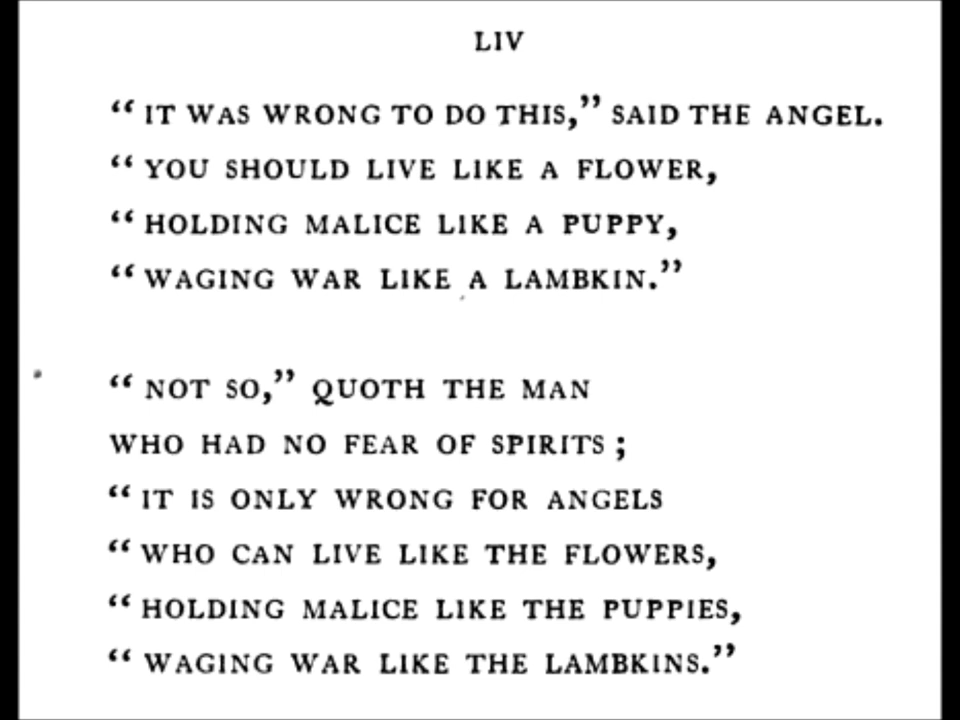 LIV
“ IT WAS WRONG TO DO THIS,” SAID THE ANGEL.
“ YOU SHOULD LIVE LIKE A FLOWER,
“ HOLDING MALICE LIKE A PUPPY,
“ WAGING WAR LIKE A LAMBKIN.”
“ NOT SO,” QUOTH THE MAN
WHO HAD NO FEAR OF SPIRITS ;
“ IT IS ONLY WRONG FOR ANGELS
“ WHO CAN LIVE LIKE THE FLOWERS,
“ HOLDING MALICE LIKE THE PUPPIES,
“ WAGING WAR LIKE THE LAMBKINS.”